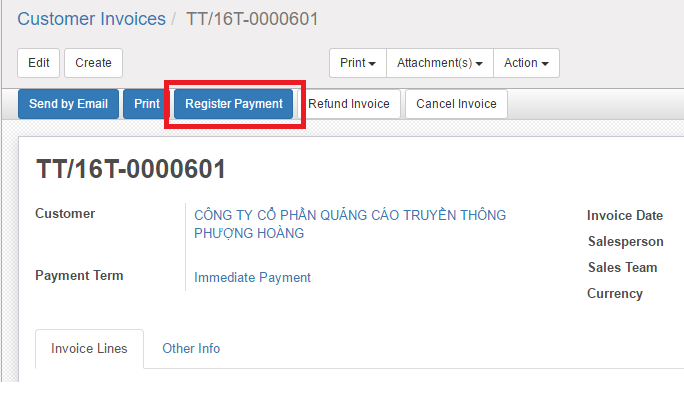 Customer Invoices / TT/16T-0000601
Edit Create Print Attachment(s) Action
Send by Email Print Register Payment Refund Invoice Cancel Invoice
TT/16T-0000601
Customer CÔNG TY CỔ PHẦN QUẢNG CÁO TRUYỀN THÔNG Invoice Date
PHƯỢNG HOÀNG Salesperson
Payment Term Immediate Payment Sales Team
Currency
Invoice Lines Other Info